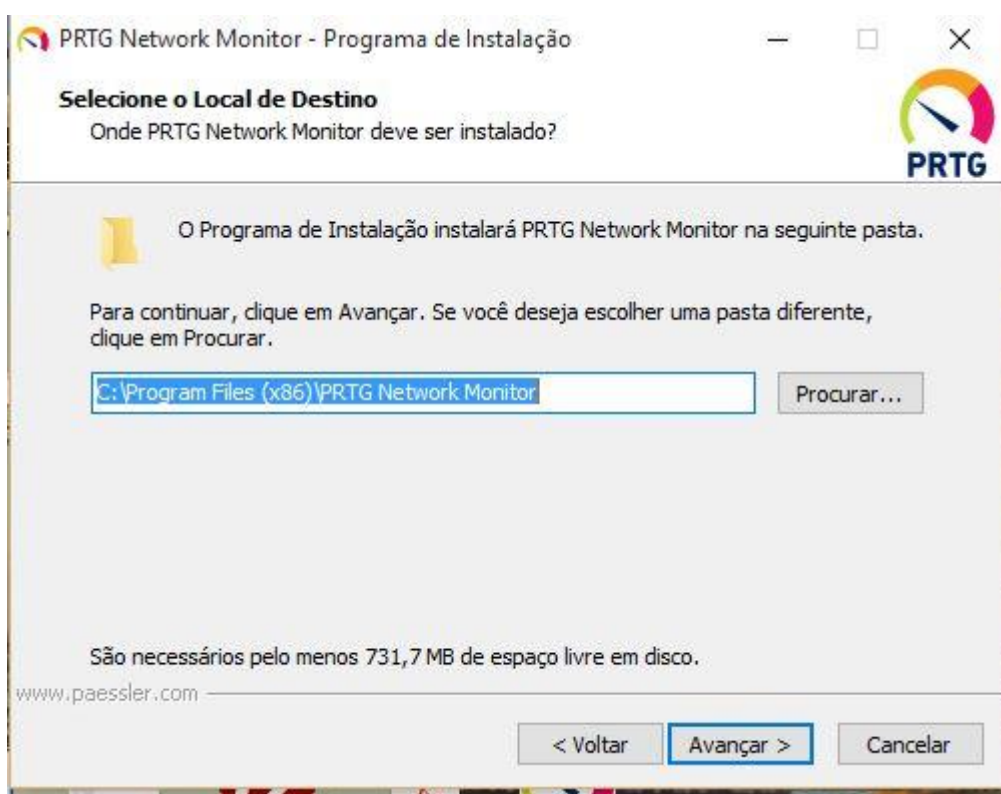 PRTG Network Monitor - Programa de Instalação
Selecione o Local de Destino
Onde PRTG Network Monitor deve ser instalado?
PRTG
O Programa de Instalação instalará PRTG Network Monitor na seguinte pasta.
Para continuar, clique em Avançar. Se você deseja escolher uma pasta diferente,
clique em Procurar.
C:\Program Files (x86)\PRTG Network Monitor
Procurar...
São necessários pelo menos 731,7 MB de espaço livre em disco.
www.paessler.com
< Voltar
Avançar >
Cancelar